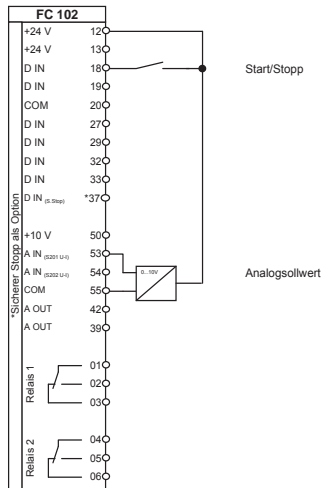 FC 102
+24 V 12
+24 V 13
D IN 18
Start/Stopp
D IN 19
COM 20
D IN 27
D IN 29
D IN 32
D IN 33
D IN (S.Stop) *37
*Sicherer Stopp als Option
+10 V 50
A IN (S201 U-I) 53
0...10V
A IN (S202 U-I) 54
Analogsollwert
COM 55
A OUT 42
A OUT 39
Relais 1
01
02
03
Relais 2
04
05
06